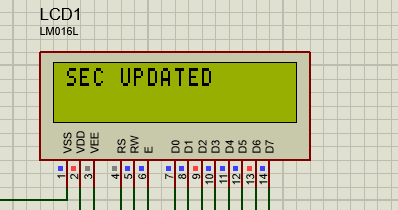 LCD1
LM016L
SEC UPDATED
VSS VDD VEE RS RW E D0 D1 D2 D3 D4 D5 D6 D7
1 2 3 4 5 6 7 8 9 10 11 12 13 14